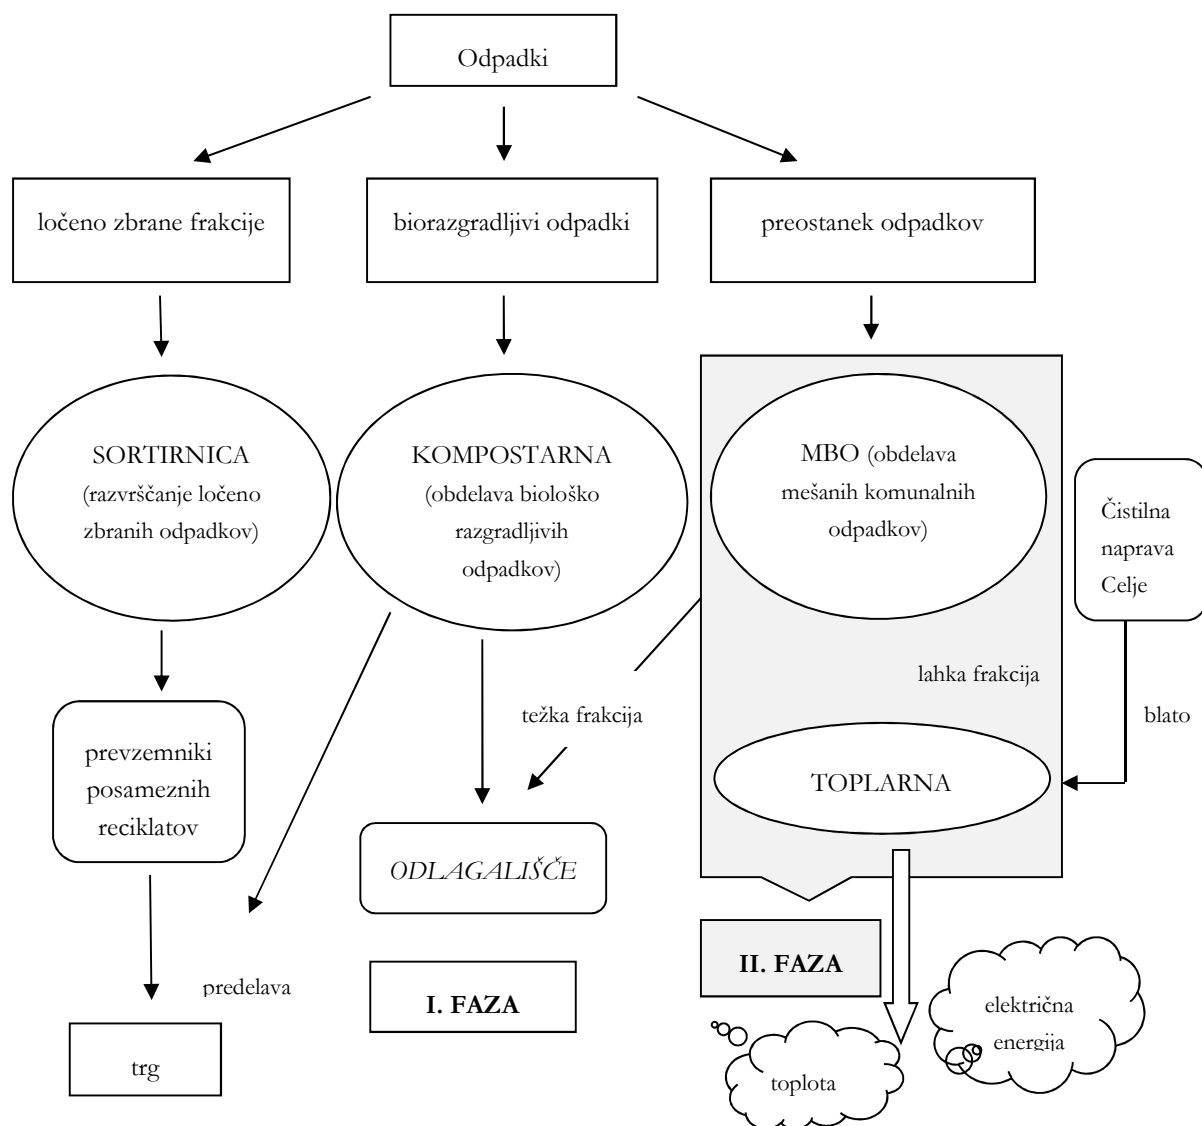 Odpadki
ločeno zbrane frakcije
biorazgradljivi odpadki
preostanek odpadkov
SORTIRNICA
(razvrščanje ločeno
zbranih odpadkov)
KOMPOSTARNA
(obdelava biološko
razgradljivih
odpadkov)
MBO (obdelava
mešanih komunalnih
odpadkov)
Čistilna
naprava
Celje
lahka frakcija
težka frakcija
blato
prevzemniki
posameznih
reciklatov
TOPLARNA
ODLAGALIŠČE
II. FAZA
predelava
I. FAZA
električna
energija
trg
toplota